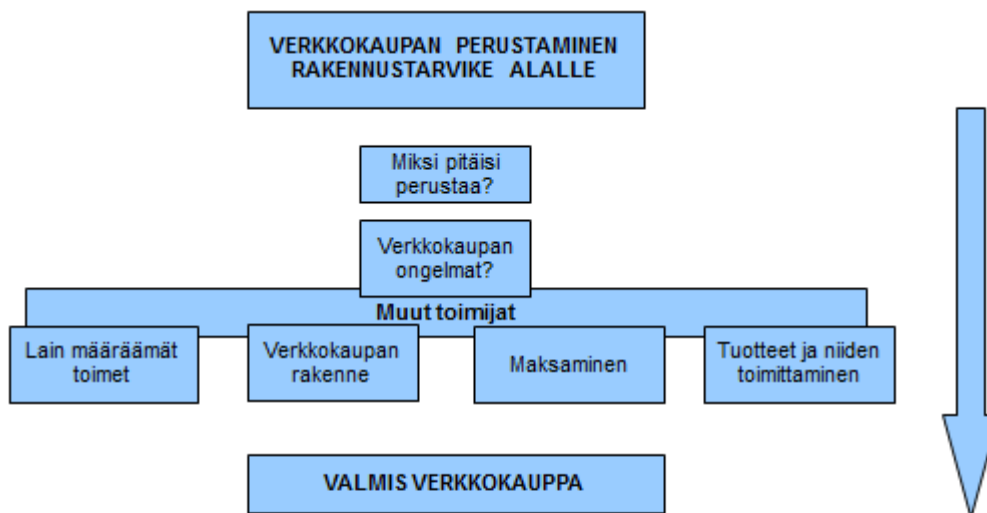 VERKKOKAUPAN PERUSTAMINEN
RAKENNUSTARVIKE ALALLE
Miksi pitäisi
perustaa?
Verkkokaupan
ongelmat?
Muut toimijat
Lain määräämät
toimet
Verkkokaupan
rakenne
Maksaminen
Tuotteet ja niiden
toimittaminen
VALMIS VERKKOKAUPPA